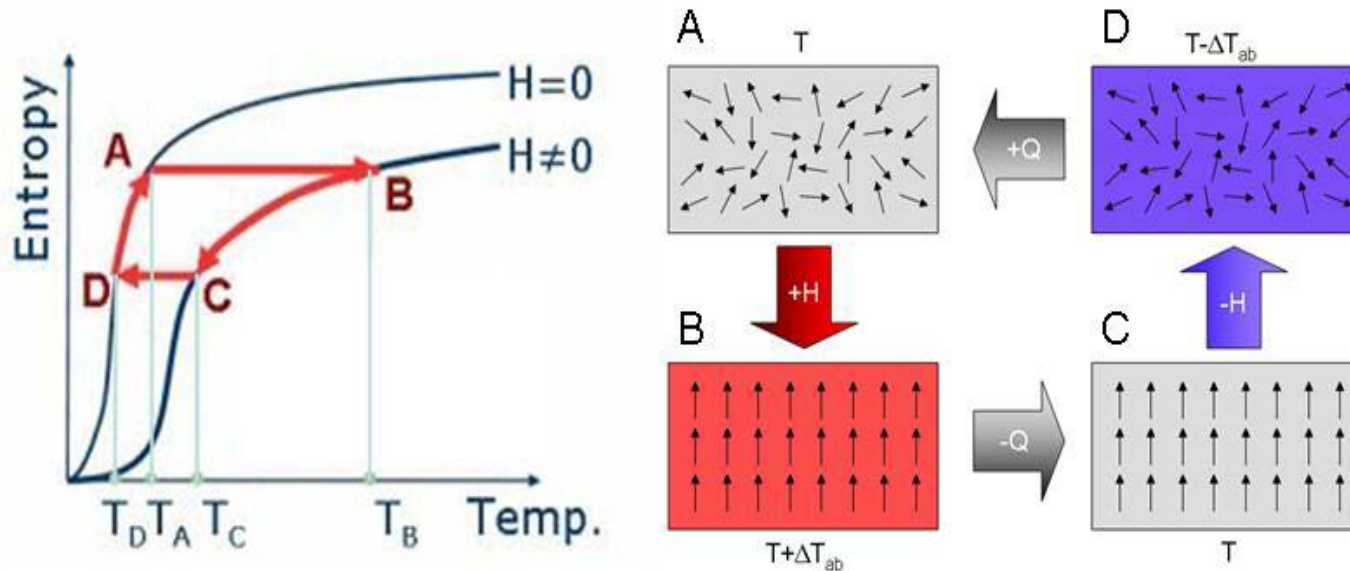 Entropy
H=0
H≠0
A
B
D
C
T_D T_A T_C T_B Temp.
A
T
D
T-ΔT_ab
+Q
+H
-H
B
C
-Q
T+ΔT_ab
T